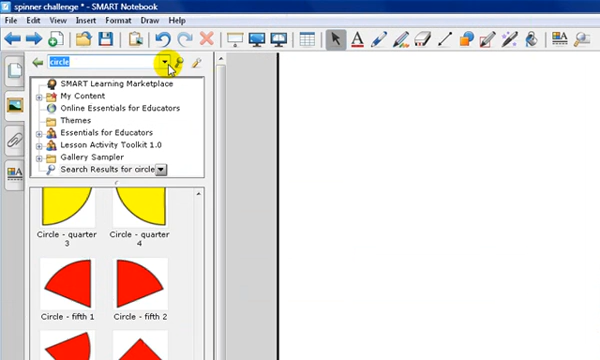 spinner challenge * - SMART Notebook
File Edit View Insert Format Draw Help
circle
SMART Learning Marketplace
My Content
Online Essentials for Educators
Themes
Essentials for Educators
Lesson Activity Toolkit 1.0
Gallery Sampler
Search Results for circle
Circle - quarter 3
Circle - quarter 4
Circle - fifth 1
Circle - fifth 2